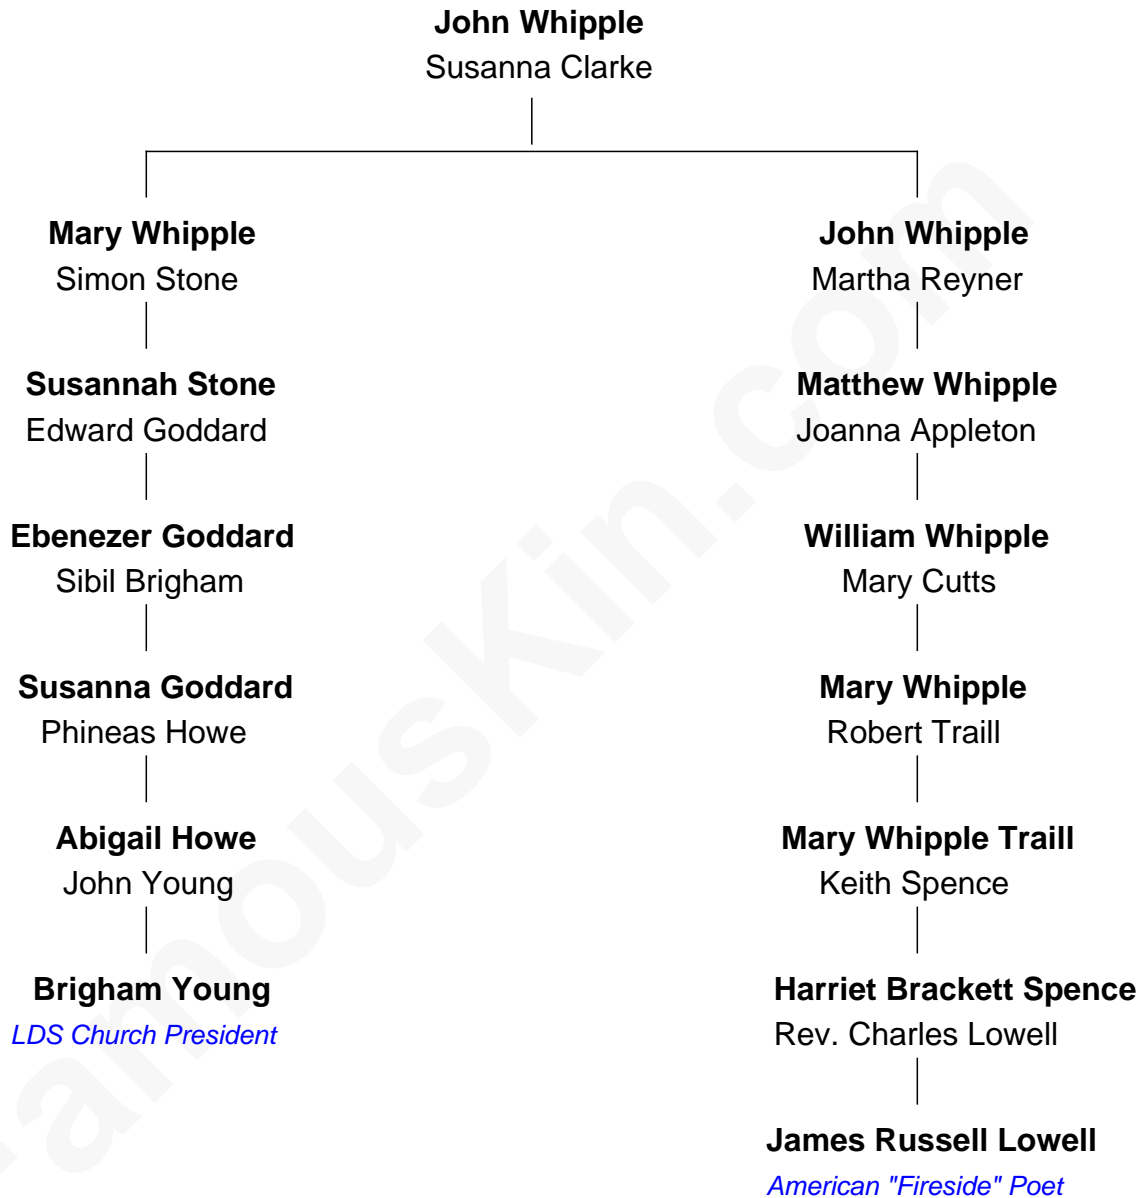 John Whipple
Susanna Clarke
Mary Whipple
Simon Stone
John Whipple
Martha Reyner
Susannah Stone
Edward Goddard
Matthew Whipple
Joanna Appleton
Ebenezer Goddard
Sibil Brigham
William Whipple
Mary Cutts
Susanna Goddard
Phineas Howe
Mary Whipple
Robert Traill
Abigail Howe
John Young
Mary Whipple Traill
Keith Spence
Brigham Young
LDS Church President
Harriet Brackett Spence
Rev. Charles Lowell
James Russell Lowell
American "Fireside" Poet
FamousKin.com